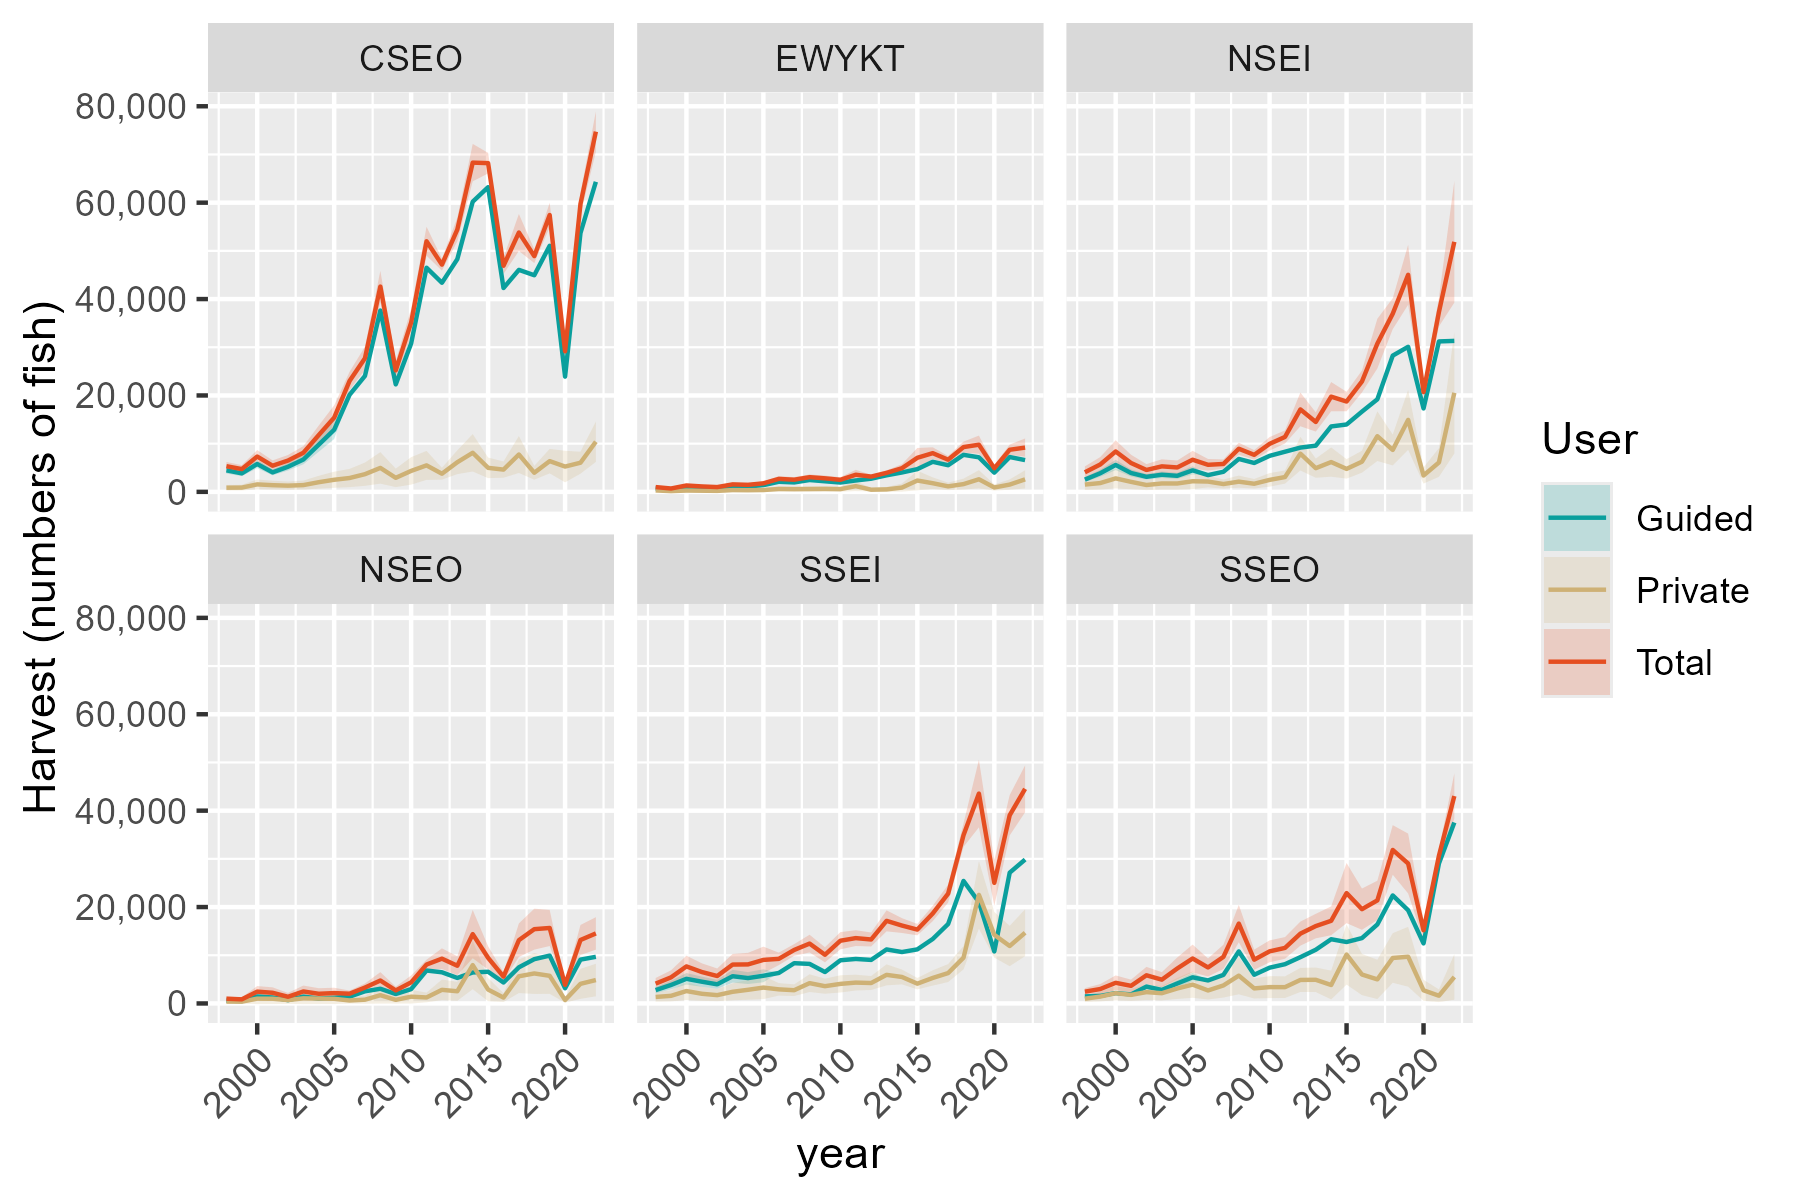 CSEO
EWYKT
NSEI
80,000
60,000
40,000
20,000
0
NSEO
SSEI
SSEO
80,000
60,000
40,000
20,000
0
2000
2005
2010
2015
2020
2000
2005
2010
2015
2020
2000
2005
2010
2015
2020
year
Harvest (numbers of fish)
User
Guided
Private
Total